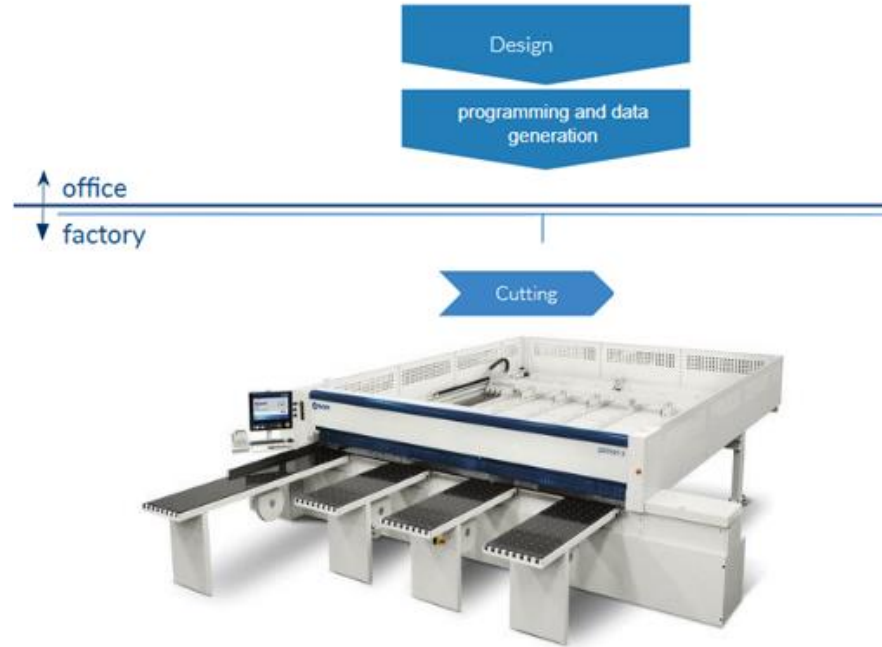 Design
programming and data
generation
office
factory
Cutting